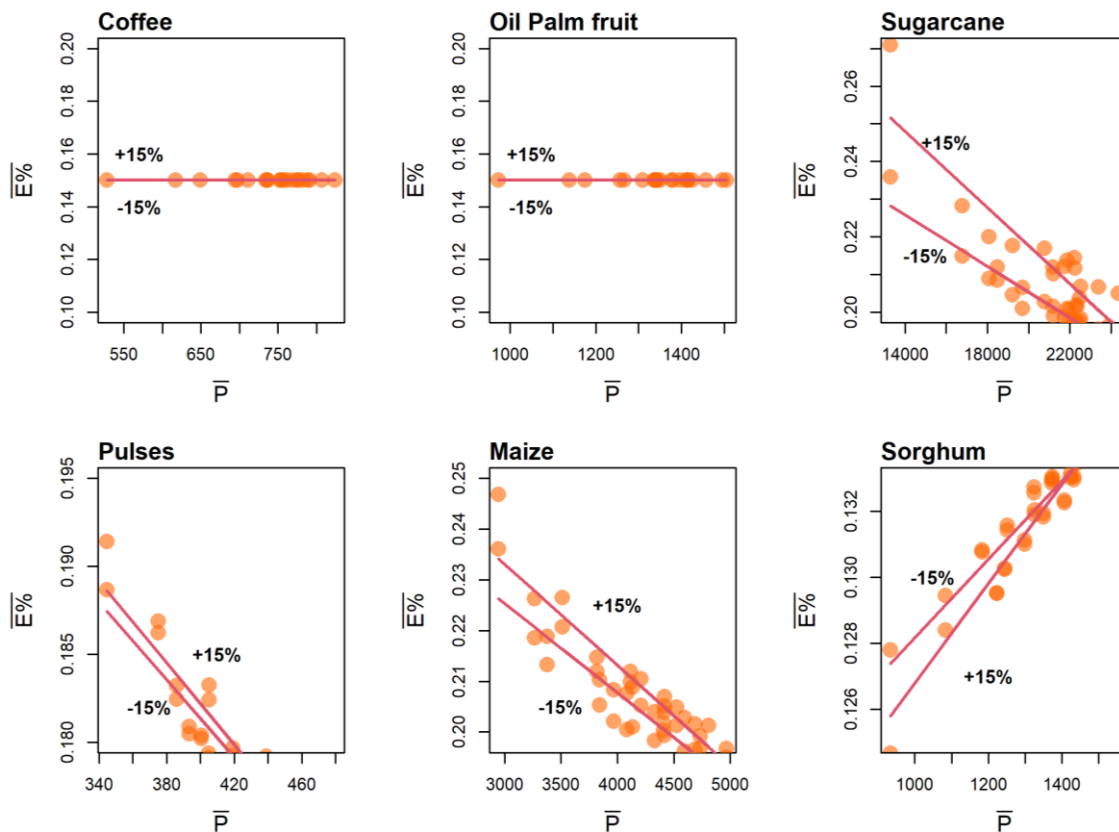 Coffee
0.20
0.18
0.16
0.14
0.12
0.10
E%
+15%
-15%
550 650 750
P
Oil Palm fruit
0.20
0.18
0.16
0.14
0.12
0.10
E%
+15%
-15%
1000 1200 1400
P
Sugarcane
0.26
0.24
0.22
0.20
E%
+15%
-15%
14000 18000 22000
P
Pulses
0.195
0.190
0.185
0.180
E%
+15%
-15%
340 380 420 460
P
Maize
0.25
0.24
0.23
0.22
0.21
0.20
E%
+15%
-15%
3000 3500 4000 4500 5000
P
Sorghum
0.132
0.130
0.128
0.126
E%
-15%
+15%
1000 1200 1400
P